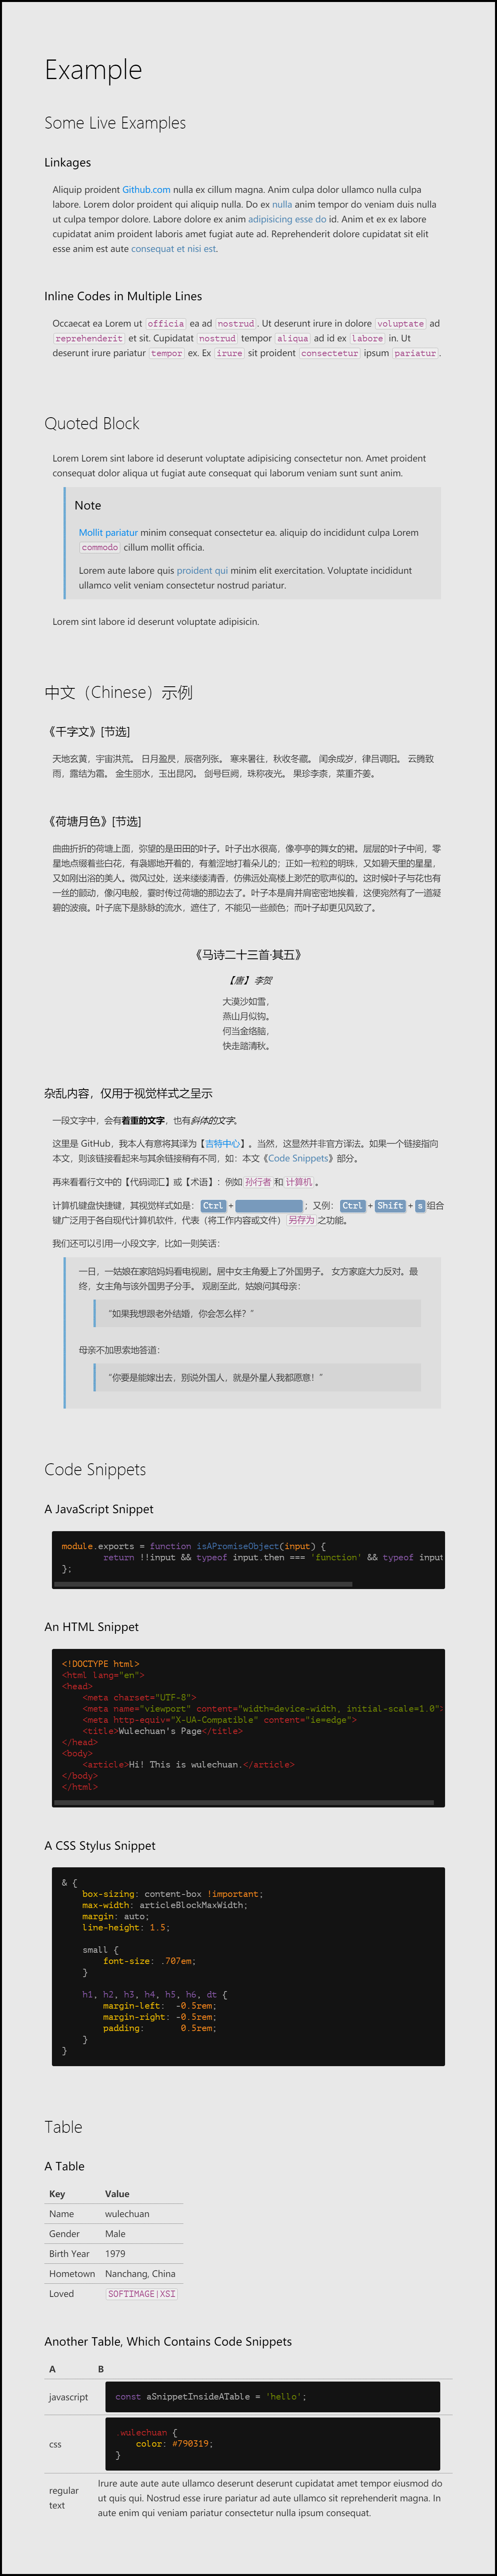 Example
Some Live Examples
Linkages
Aliquip proident Github.com nulla ex cillum magna. Anim culpa dolor ullamco nulla culpa
labore. Lorem dolor proident qui aliquip nulla. Do ex nulla anim tempor do veniam duis nulla
ut culpa tempor dolore. Labore dolore ex anim adipisicing esse do id. Anim et ex ex labore
cupidatat anim proident laboris amet fugiat aute ad. Reprehenderit dolore cupidatat sit elit
esse anim est aute consequat et nisi est.
Inline Codes in Multiple Lines
Occaecat ea Lorem ut officia ea ad nostrud. Ut deserunt irure in dolore voluptate ad
reprehenderit et sit. Cupidatat nostrud tempor aliqua ad id ex labore in. Ut
deserunt irure pariatur tempor ex. Ex irure sit proident consectetur ipsum pariatur.
Quoted Block
Lorem Lorem sint labore id deserunt voluptate adipisicing consectetur non. Amet proident
consequat dolor aliqua ut fugiat aute consequat qui laborum veniam sunt sunt anim.
Note
Mollit pariatur minim consequat consectetur ea. aliquip do incididunt culpa Lorem
commodo cillum mollit officia.
Lorem aute labore quis proident qui minim elit exercitation. Voluptate incididunt
ullamco velit veniam consectetur nostrud pariatur.
Lorem sint labore id deserunt voluptate adipisicin.
中文（Chinese）示例
《千字文》[节选]
天地玄黄，宇宙洪荒。 日月盈昃，辰宿列张。 寒来暑往，秋收冬藏。 闰余成岁，律吕调阳。 云腾致
雨，露结为霜。 金生丽水，玉出昆冈。 剑号巨阙，珠称夜光。 果珍李柰，菜重芥姜。
《荷塘月色》[节选]
曲曲折折的荷塘上面，弥望的是田田的叶子。叶子出水很高，像亭亭的舞女的裙。层层的叶子中间，零
星地点缀着些白花，有袅娜地开着的，有羞涩地打着朵儿的；正如一粒粒的明珠，又如碧天里的星星，
又如刚出浴的美人。微风过处，送来缕缕清香，仿佛远处高楼上渺茫的歌声似的。这时候叶子与花也有
一丝的颤动，像闪电般，霎时传过荷塘的那边去了。叶子本是肩并肩密密地挨着，这便宛然有了一道凝
碧的波痕。叶子底下是脉脉的流水，遮住了，不能见一些颜色；而叶子却更见风致了。
《马诗二十三首·其五》
【唐】 李贺
大漠沙如雪，
燕山月似钩。
何当金络脑，
快走踏清秋。
杂乱内容，仅用于视觉样式之呈示
一段文字中，会有着重的文字，也有斜体的文字。
这里是 GitHub，我本人有意将其译为【吉特中心】。当然，这显然并非官方译法。如果一个链接指向
本文，则该链接看起来与其余链接稍有不同，如：本文《Code Snippets》部分。
再来看看行文中的【代码词汇】或【术语】：例如 孙行者 和 计算机 。
计算机键盘快捷键，其视觉样式如是： Ctrl + ；又例： Ctrl + Shift + s 组合
键广泛用于各自现代计算机软件，代表（将工作内容或文件） 另存为 之功能。
我们还可以引用一小段文字，比如一则笑话：
一日，一姑娘在家陪妈妈看电视剧。居中女主角爱上了外国男子。 女方家庭大力反对。最
终，女主角与该外国男子分手。 观剧至此，姑娘问其母亲：
“如果我想跟老外结婚，你会怎么样？”
母亲不加思索地答道：
“你要是能嫁出去，别说外国人，就是外星人我都愿意！”
Code Snippets
A JavaScript Snippet
module.exports = function isAPromiseObject(input) {
return !!input && typeof input.then === 'function' && typeof input
};
An HTML Snippet
<!DOCTYPE html>
<html lang="en">
<head>
<meta charset="UTF-8">
<meta name="viewport" content="width=device-width, initial-scale=1.0">
<meta http-equiv="X-UA-Compatible" content="ie=edge">
<title>Wulechuan's Page</title>
</head>
<body>
<article>Hi! This is wulechuan.</article>
</body>
</html>
A CSS Stylus Snippet
& {
box-sizing: content-box !important;
max-width: articleBlockMaxWidth;
margin: auto;
line-height: 1.5;
small {
font-size: .707em;
}
h1, h2, h3, h4, h5, h6, dt {
margin-left: -0.5rem;
margin-right: -0.5rem;
padding: 0.5rem;
}
}
Table
A Table
Key Value
Name wulechuan
Gender Male
Birth Year 1979
Hometown Nanchang, China
Loved SOFTIMAGE|XSI
Another Table, Which Contains Code Snippets
A B
javascript const aSnippetInsideATable = 'hello';
css
.wulechuan {
color: #790319;
}
regular text
Irure aute aute aute ullamco deserunt deserunt cupidatat amet tempor eiusmod do
ut quis qui. Nostrud esse irure pariatur ad aute ullamco sit reprehenderit magna. In
aute enim qui veniam pariatur consectetur nulla ipsum consequat.